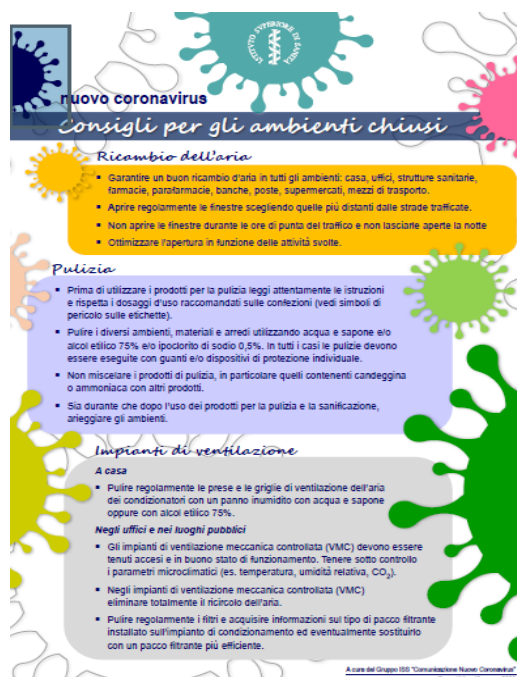 ISTITUTO SUPERIORE DI SANITÀ
nuovo coronavirus
Consigli per gli ambienti chiusi
Ricambio dell'aria
▪ Garantire un buon ricambio d'aria in tutti gli ambienti: casa, uffici, strutture sanitarie,
farmacie, parafarmacie, banche, poste, supermercati, mezzi di trasporto.
▪ Aprire regolarmente le finestre scegliendo quelle più distanti dalle strade trafficate.
▪ Non aprire le finestre durante le ore di punta del traffico e non lasciarle aperte la notte
▪ Ottimizzare l'apertura in funzione delle attività svolte.
Pulizia
▪ Prima di utilizzare i prodotti per la pulizia leggi attentamente le istruzioni
e rispetta i dosaggi d'uso raccomandati sulle confezioni (vedi simboli di
pericolo sulle etichette).
▪ Pulire i diversi ambienti, materiali e arredi utilizzando acqua e sapone e/o
alcol etilico 75% e/o ipoclorito di sodio 0,5%. In tutti i casi le pulizie devono
essere eseguite con guanti e/o dispositivi di protezione individuale.
▪ Non miscelare i prodotti di pulizia, in particolare quelli contenenti candeggina
o ammoniaca con altri prodotti.
▪ Sia durante che dopo l'uso dei prodotti per la pulizia e la sanificazione,
arieggiare gli ambienti.
Impianti di ventilazione
A casa
▪ Pulire regolarmente le prese e le griglie di ventilazione dell'aria
dei condizionatori con un panno inumidito con acqua e sapone
oppure con alcol etilico 75%.
Negli uffici e nei luoghi pubblici
▪ Gli impianti di ventilazione meccanica controllata (VMC) devono essere
tenuti accesi e in buono stato di funzionamento. Tenere sotto controllo
i parametri microclimatici (es. temperatura, umidità relativa, CO₂).
▪ Negli impianti di ventilazione meccanica controllata (VMC)
eliminare totalmente il ricircolo dell'aria.
▪ Pulire regolarmente i filtri e acquisire informazioni sul tipo di pacco filtrante
installato sull'impianto di condizionamento ed eventualmente sostituirlo
con un pacco filtrante più efficiente.
A cura del Gruppo ISS "Comunicazione Nuovo Coronavirus"